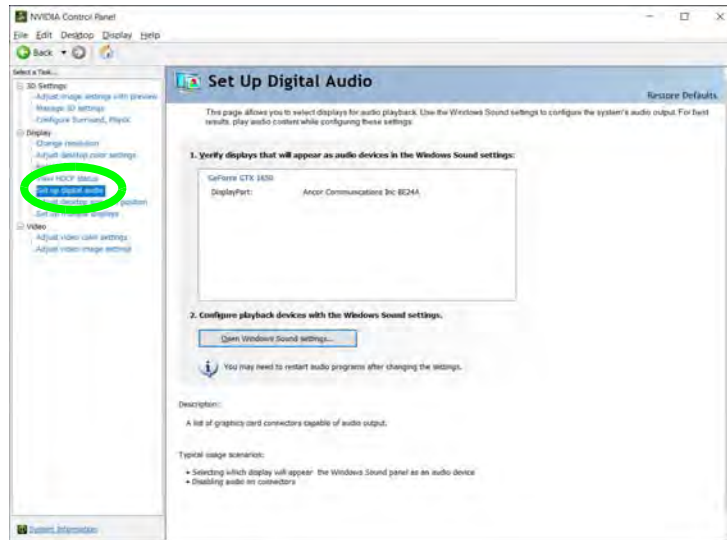 NVIDIA Control Panel
File Edit Desktop Display Help
Back
Select a Task...
3D Settings
Adjust image settings with preview
Manage 3D settings
Configure Surround, PhysX
Display
Change resolution
Adjust desktop color settings
View HDCP status
Set up digital audio
Adjust desktop size and position
Set up multiple displays
Video
Adjust video color settings
Adjust video image settings
System Information
Set Up Digital Audio
Restore Defaults
This page allows you to select displays for audio playback. Use the Windows Sound settings to configure the system's audio output. For best
results, play audio content while configuring these settings.
1. Verify displays that will appear as audio devices in the Windows Sound settings:
GeForce GTX 1650
DisplayPort: Ancor Communications Inc BE24A
2. Configure playback devices with the Windows Sound settings.
Open Windows Sound settings...
You may need to restart audio programs after changing the settings.
Description:
A list of graphics card connectors capable of audio output.
Typical usage scenarios:
• Selecting which display will appear the Windows Sound panel as an audio device
• Disabling audio on connectors